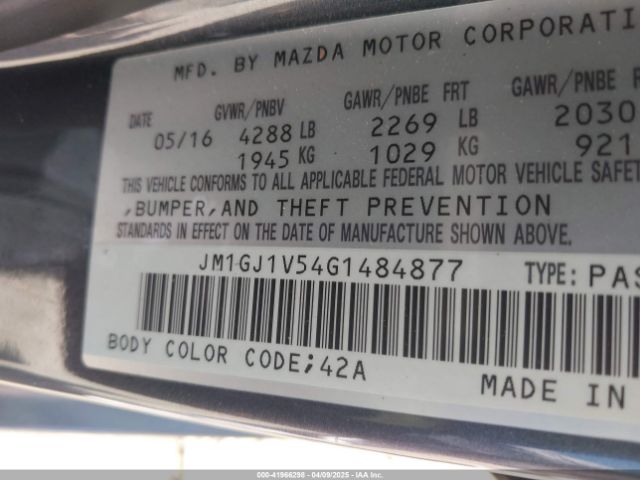 MFD. BY MAZDA MOTOR CORPORATI
DATE GVWR/PNBV GAWR/PNBE FRT GAWR/PNBE
05/16 4288 LB 2269 LB 2030
1945 KG 1029 KG 921
THIS VEHICLE CONFORMS TO ALL APPLICABLE FEDERAL MOTOR VEHICLE SAFET
,BUMPER,AND THEFT PREVENTION
STANDARDS IN EFFECT ON THE DATE OF MANUFACTURE SHOWN ABOVE.
JM1GJ1V54G1484877 TYPE: PAS
BODY COLOR CODE;42A
MADE IN
000-41966298 - 04/09/2025 - IAA Inc.